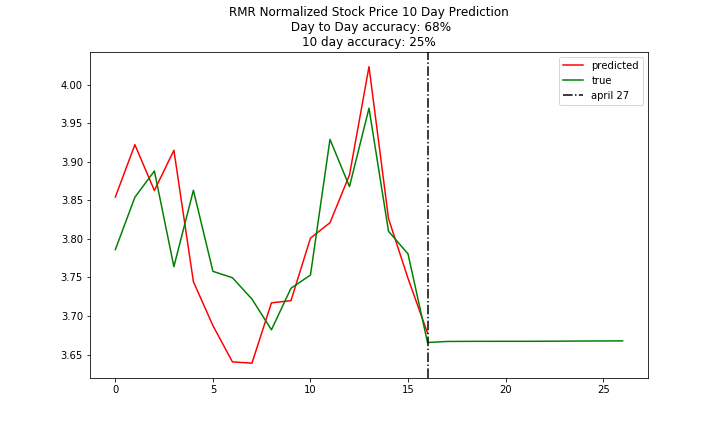 RMR Normalized Stock Price 10 Day Prediction
Day to Day accuracy: 68%
10 day accuracy: 25%
predicted
true
april 27
4.00
3.95
3.90
3.85
3.80
3.75
3.70
3.65
0 5 10 15 20 25